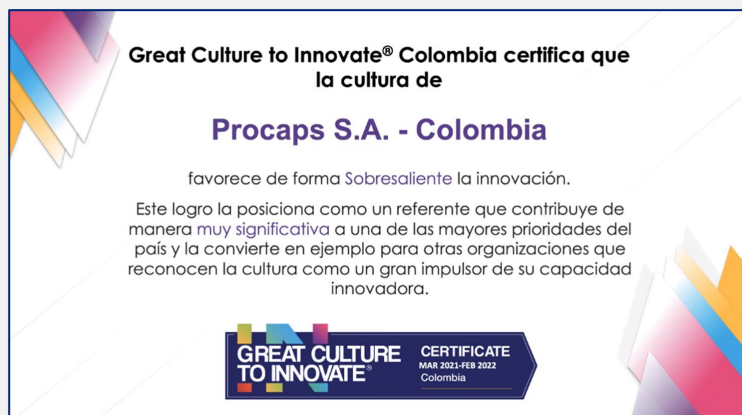 Great Culture to Innovate® Colombia certifica que
la cultura de
Procaps S.A. - Colombia
favorece de forma Sobresaliente la innovación.
Este logro la posiciona como un referente que contribuye de
manera muy significativa a una de las mayores prioridades del
país y la convierte en ejemplo para otras organizaciones que
reconocen la cultura como un gran impulsor de su capacidad
innovadora.
IN
GREAT CULTURE
TO INNOVATE®
CERTIFICATE
MAR 2021-FEB 2022
Colombia